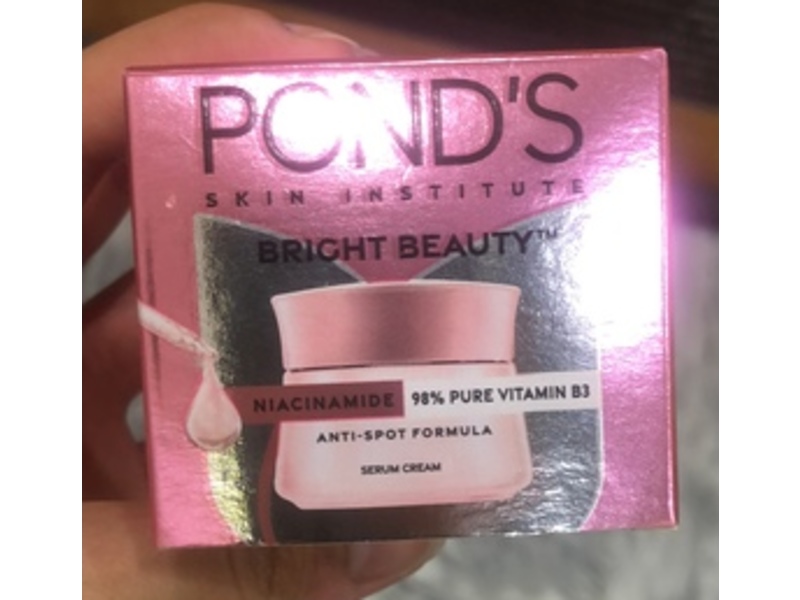 POND'S
SKIN INSTITUTE
BRIGHT BEAUTY™
NIACINAMIDE 98% PURE VITAMIN B3
ANTI-SPOT FORMULA
SERUM CREAM